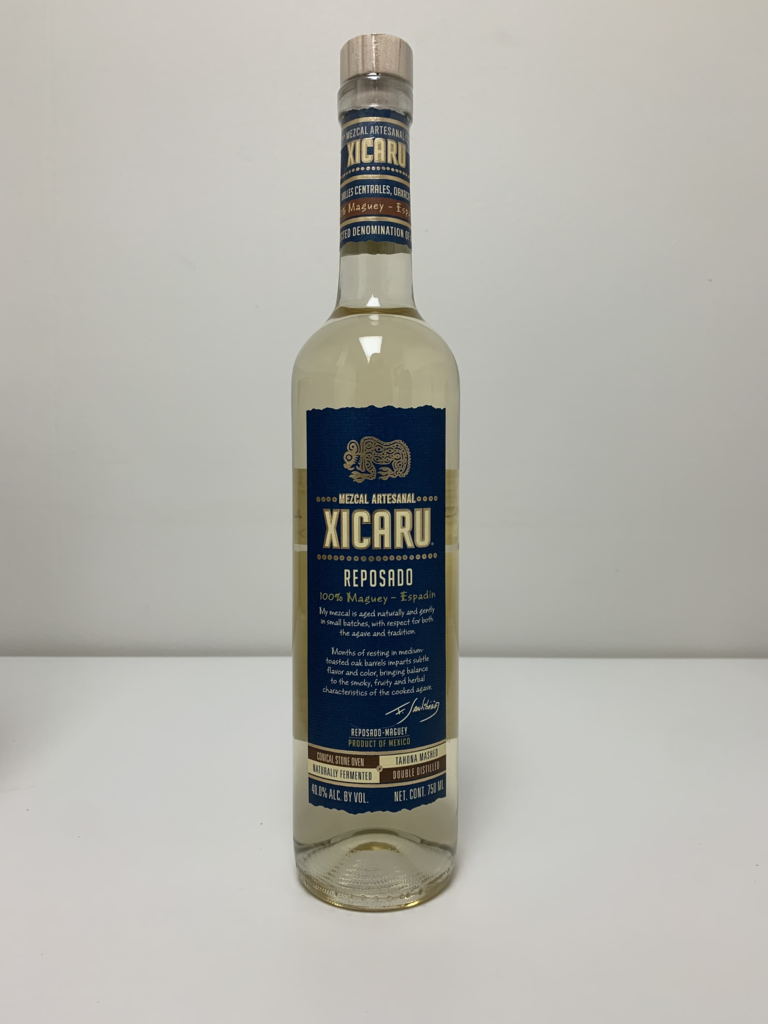 MEZCAL ARTESANAL
XICARU
VALLES CENTRALES, OAXACA
% Maguey - Esp
TED DENOMINATION OF
MEZCAL ARTESANAL
XICARU
REPOSADO
100% Maguey - Espadín
My mezcal is aged naturally and gently
in small batches, with respect for both
the agave and tradition.
Months of resting in medium-
toasted oak barrels imparts subtle
flavor and color, bringing balance
to the smoky, fruity and herbal
characteristics of the cooked agave.
REPOSADO-MAGUEY
PRODUCT OF MEXICO
CONICAL STONE OVEN TAHONA MASHED
NATURALLY FERMENTED DOUBLE DISTILLED
40.0% ALC. BY VOL. NET. CONT. 750 ML